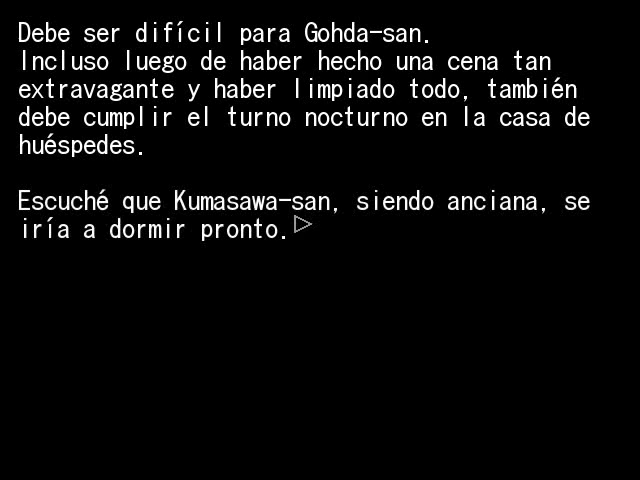 Debe ser difícil para Gohda-san.
Incluso luego de haber hecho una cena tan
extravagante y haber limpiado todo, también
debe cumplir el turno nocturno en la casa de
huéspedes.
Escuché que Kumasawa-san, siendo anciana, se
iría a dormir pronto.